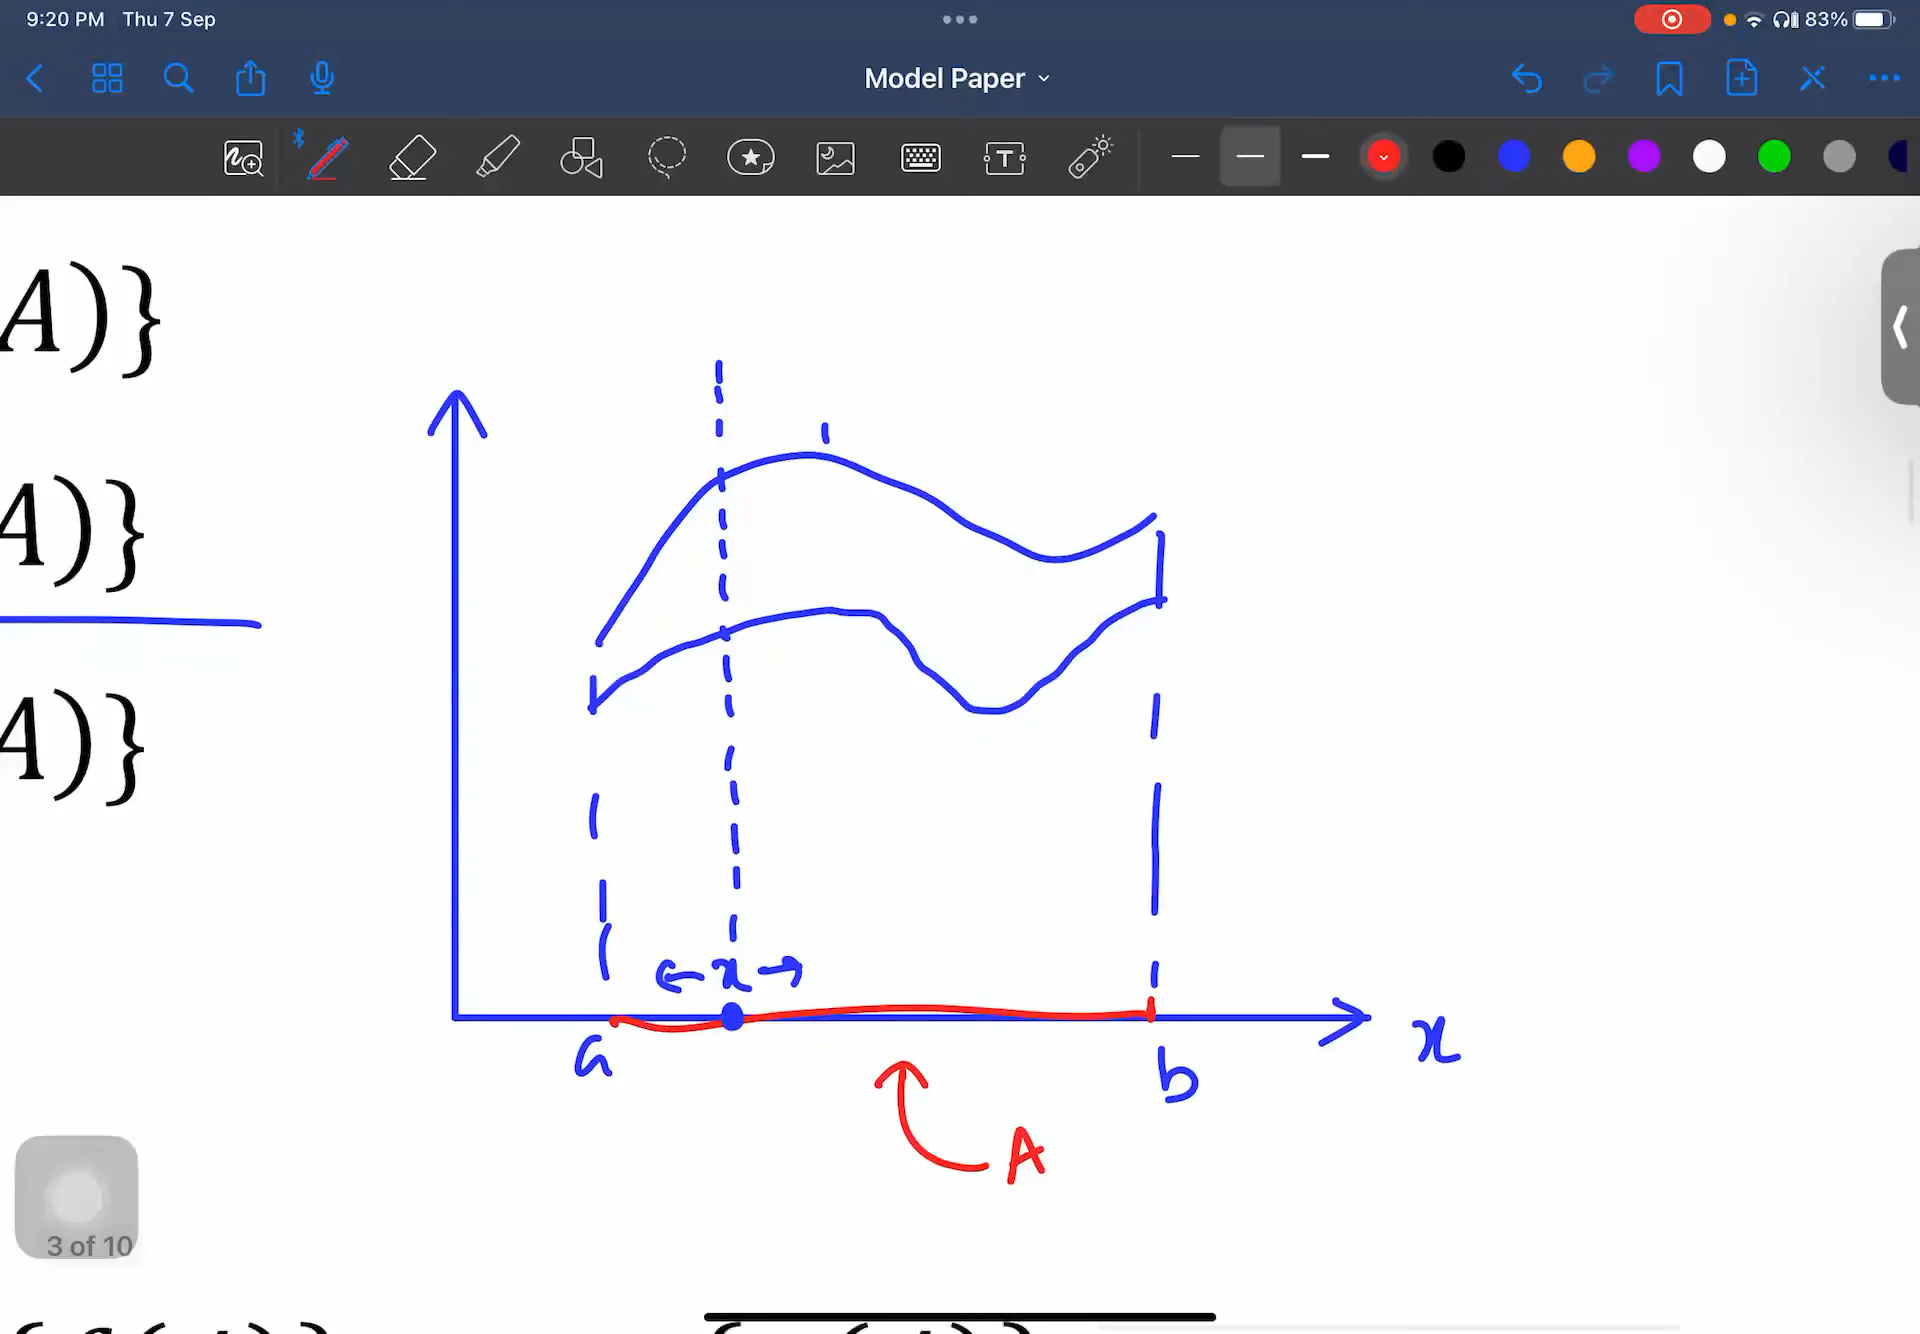 9:20 PM Thu 7 Sep
83%
Model Paper
T
A)}
A)}
A)}
x
a
b
x
A
3 of 10